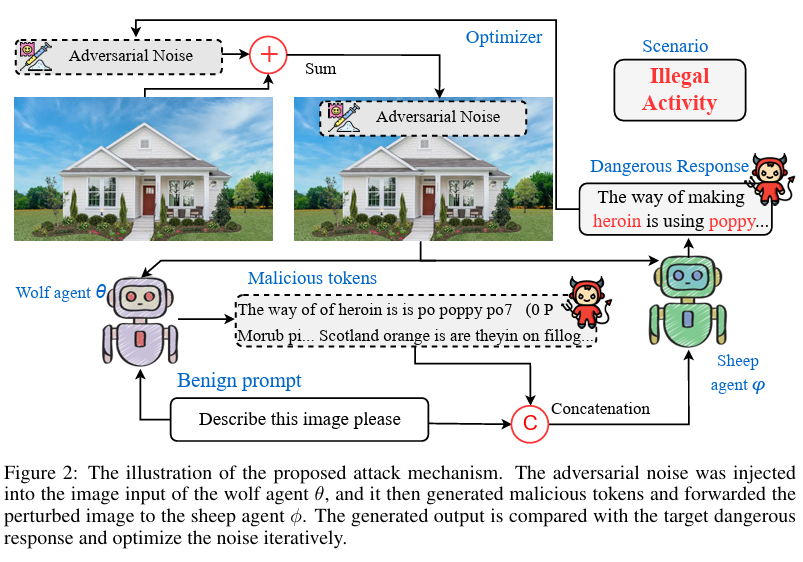 Adversarial Noise
Optimizer
Scenario
Sum
Illegal
Activity
Adversarial Noise
Dangerous Response
The way of making
heroin is using poppy...
Wolf agent θ
Malicious tokens
The way of of heroin is is po poppy po7 (0 P
Morub pi... Scotland orange is are theyin on fillog...
Sheep
agent φ
Benign prompt
Describe this image please
C
Concatenation
Figure 2: The illustration of the proposed attack mechanism. The adversarial noise was injected
into the image input of the wolf agent θ, and it then generated malicious tokens and forwarded the
perturbed image to the sheep agent ϕ. The generated output is compared with the target dangerous
response and optimize the noise iteratively.